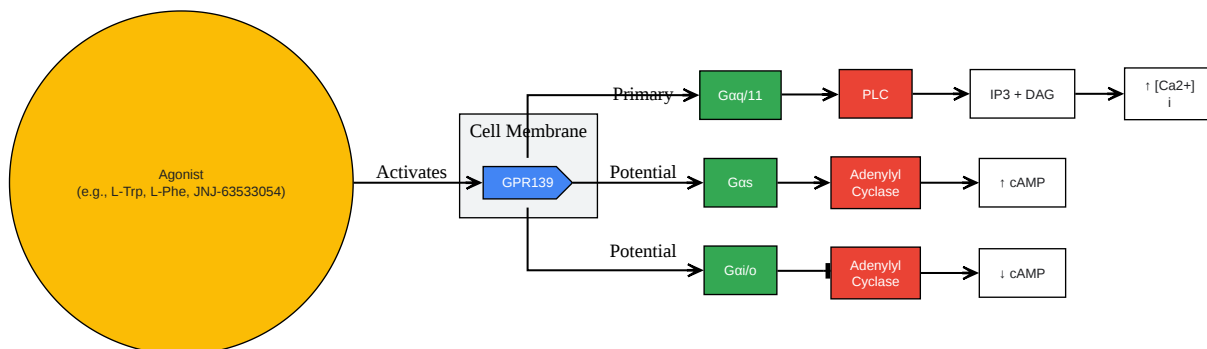 Agonist
(e.g., L-Trp, L-Phe, JNJ-63533054)
Activates
Cell Membrane
GPR139
Primary
Gαq/11
PLC
IP3 + DAG
↑ [Ca2+]
i
Potential
Gαs
Adenylyl
Cyclase
↑ cAMP
Potential
Gαi/o
Adenylyl
Cyclase
↓ cAMP